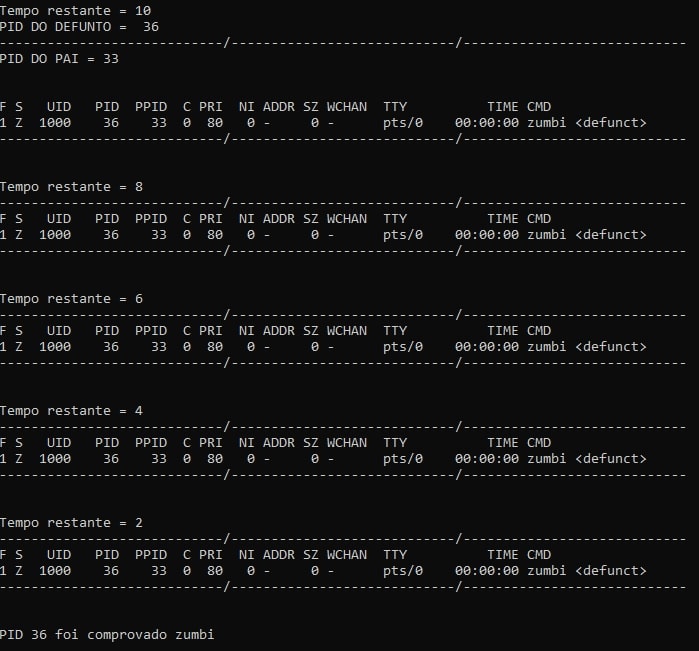 Tempo restante = 10
PID DO DEFUNTO =  36
----------------------------/----------------------------/----------------------------
PID DO PAI = 33
F S   UID    PID   PPID  C PRI  NI ADDR SZ WCHAN  TTY          TIME CMD
1 Z  1000    36    33  0  80   0 -     0 -      pts/0    00:00:00 zumbi <defunct>
----------------------------/----------------------------/----------------------------
Tempo restante = 8
----------------------------/----------------------------/----------------------------
F S   UID    PID   PPID  C PRI  NI ADDR SZ WCHAN  TTY          TIME CMD
1 Z  1000    36    33  0  80   0 -     0 -      pts/0    00:00:00 zumbi <defunct>
----------------------------/----------------------------/----------------------------
Tempo restante = 6
----------------------------/----------------------------/----------------------------
F S   UID    PID   PPID  C PRI  NI ADDR SZ WCHAN  TTY          TIME CMD
1 Z  1000    36    33  0  80   0 -     0 -      pts/0    00:00:00 zumbi <defunct>
----------------------------/----------------------------/----------------------------
Tempo restante = 4
----------------------------/----------------------------/----------------------------
F S   UID    PID   PPID  C PRI  NI ADDR SZ WCHAN  TTY          TIME CMD
1 Z  1000    36    33  0  80   0 -     0 -      pts/0    00:00:00 zumbi <defunct>
----------------------------/----------------------------/----------------------------
Tempo restante = 2
----------------------------/----------------------------/----------------------------
F S   UID    PID   PPID  C PRI  NI ADDR SZ WCHAN  TTY          TIME CMD
1 Z  1000    36    33  0  80   0 -     0 -      pts/0    00:00:00 zumbi <defunct>
----------------------------/----------------------------/----------------------------
PID 36 foi comprovado zumbi